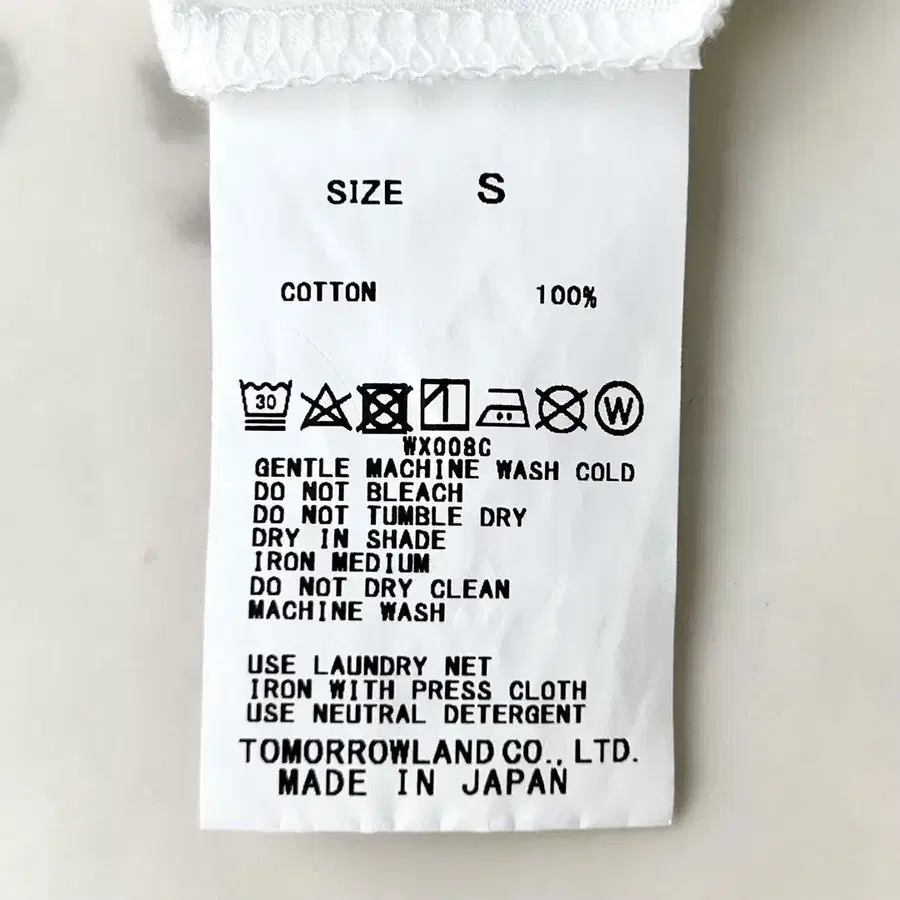 SIZE S
COTTON 100%
30 W
WX008C
GENTLE MACHINE WASH COLD
DO NOT BLEACH
DO NOT TUMBLE DRY
DRY IN SHADE
IRON MEDIUM
DO NOT DRY CLEAN
MACHINE WASH
USE LAUNDRY NET
IRON WITH PRESS CLOTH
USE NEUTRAL DETERGENT
TOMORROWLAND CO., LTD.
MADE IN JAPAN